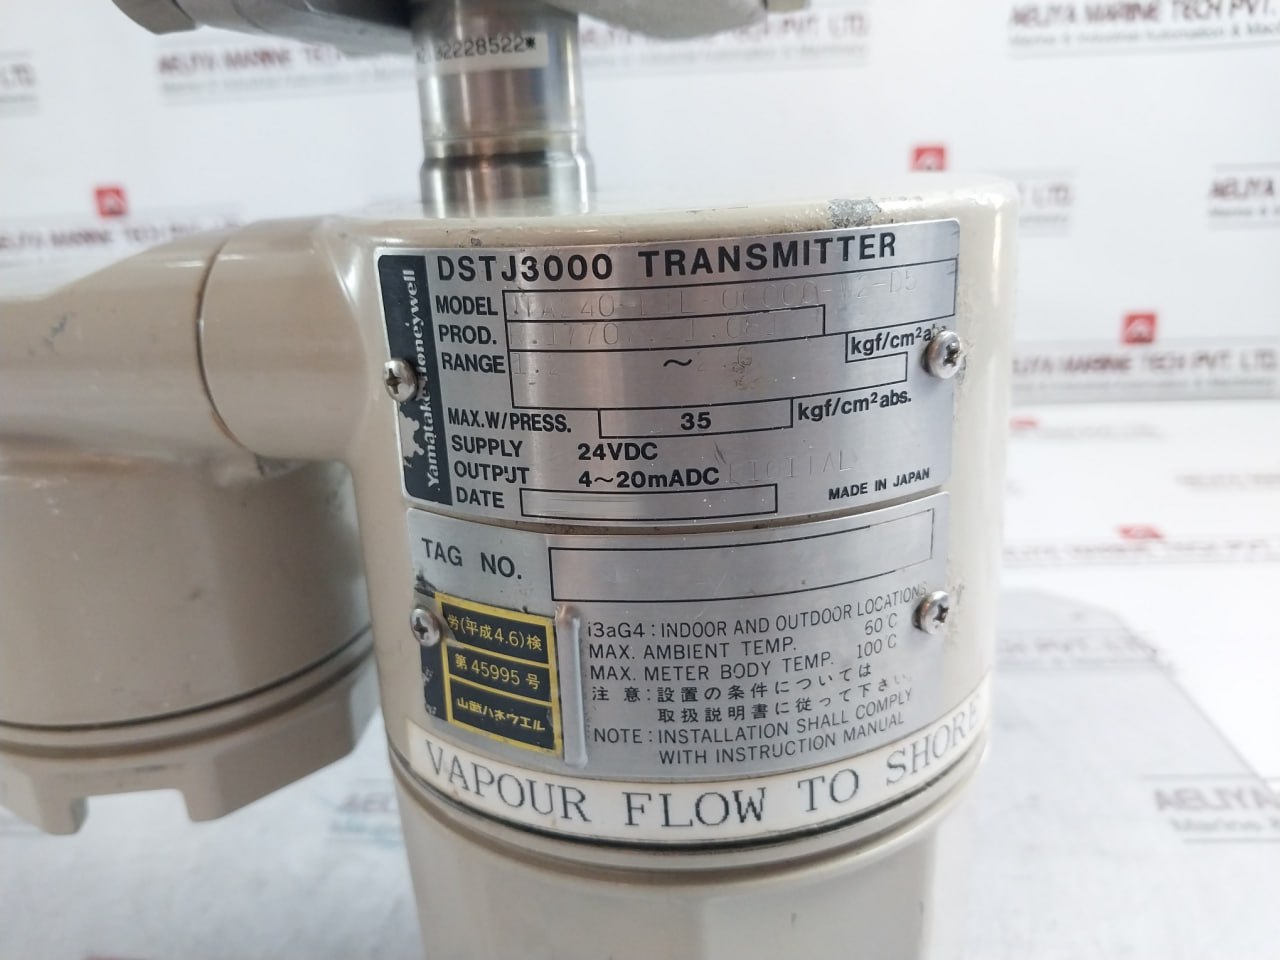 AELIYA MARINE TECH PVT. LTD.
32228522*
Yamatake-Honeywell
DSTJ3000 TRANSMITTER
MODEL
PROD.
RANGE ~ kgf/cm²abs
MAX.W/PRESS. 35 kgf/cm²abs.
SUPPLY 24VDC
OUTPUT 4~20mADC DIGITAL
DATE
MADE IN JAPAN
TAG NO.
労(平成4.6)検
第45995号
山武ハネウエル
i3aG4 : INDOOR AND OUTDOOR LOCATIONS
MAX. AMBIENT TEMP. 60℃
MAX. METER BODY TEMP. 100℃
注 意 : 設置の条件については
取扱説明書に従って下さい。
NOTE : INSTALLATION SHALL COMPLY
WITH INSTRUCTION MANUAL
VAPOUR FLOW TO SHORE